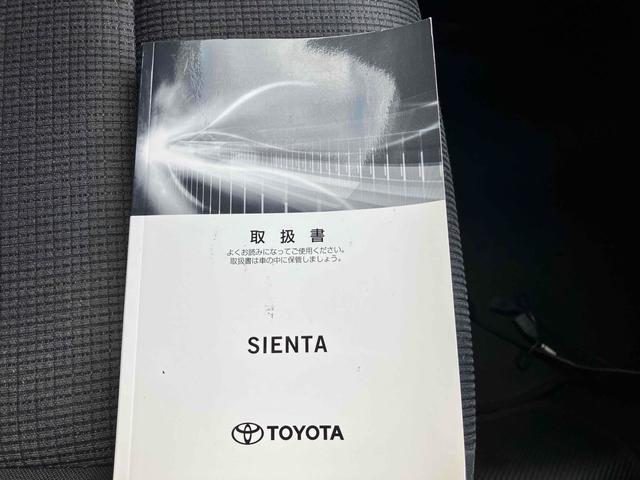 取扱書
よくお読みになってご使用ください。
取扱書は車の中に保管しましょう。
SIENTA
TOYOTA